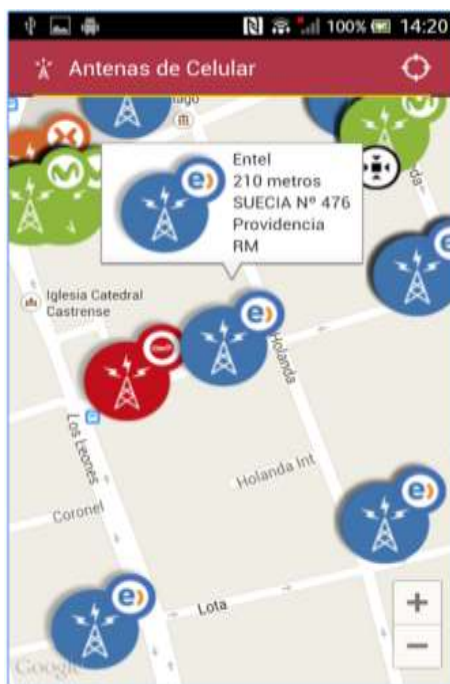 100% 14:20
Antenas de Celular
Entel
210 metros
SUECIA Nº 476
Providencia
RM
Iglesia Catedral
Castrense
Holanda
Los Leones
Holanda Int
Coronel
Lota
+
−
Google